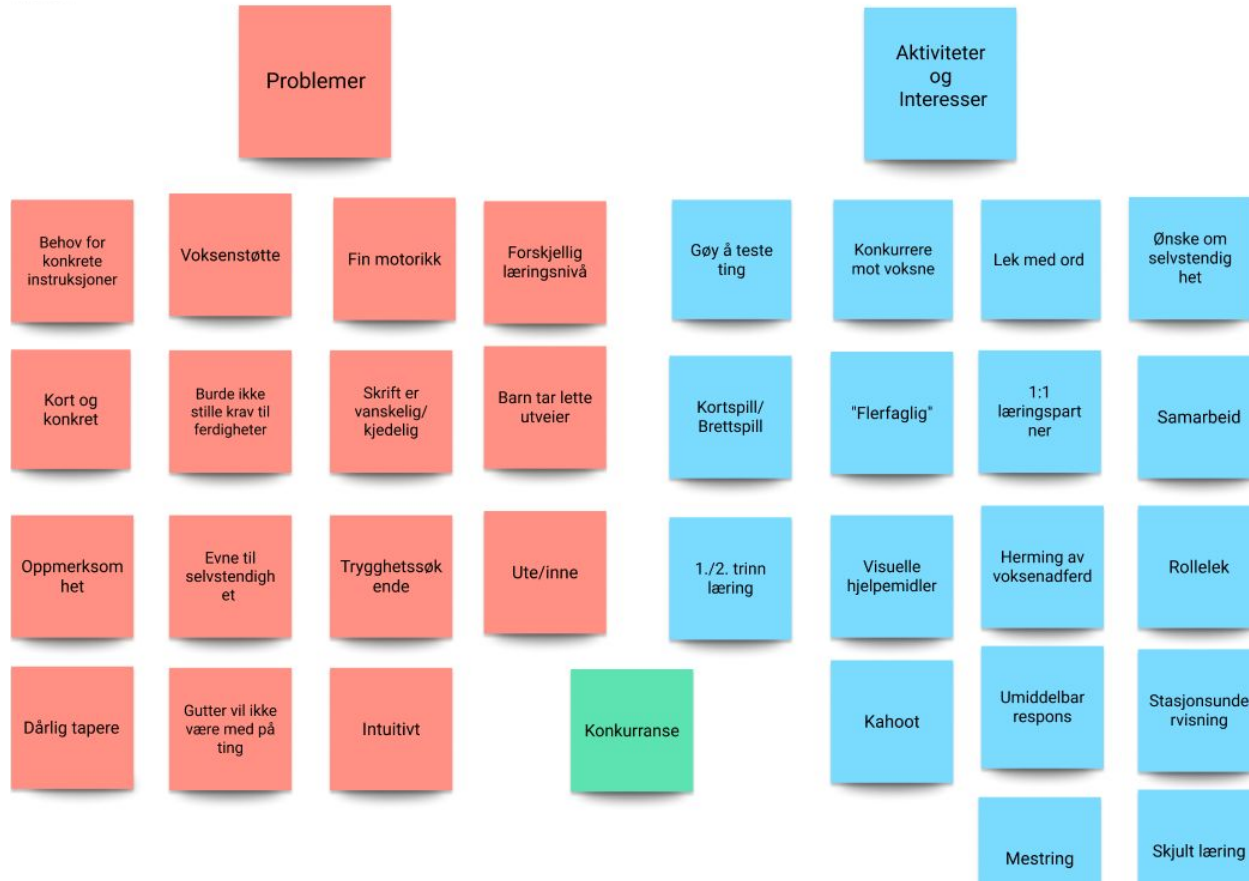 Problemer
Aktiviteter
og
Interesser
Behov for
konkrete
instruksjoner
Voksenstøtte
Fin motorikk
Forskjellig
læringsnivå
Gøy å teste
ting
Konkurrere
mot voksne
Lek med ord
Ønske om
selvstendig
het
Kort og
konkret
Burde ikke
stille krav til
ferdigheter
Skrift er
vanskelig/
kjedelig
Barn tar lette
utveier
Kortspill/
Brettspill
"Flerfaglig"
1:1
læringspart
ner
Samarbeid
Oppmerksom
het
Evne til
selvstendigh
et
Trygghetssøk
ende
Ute/inne
1./2. trinn
læring
Visuelle
hjelpemidler
Herming av
voksenadferd
Rollelek
Dårlig tapere
Gutter vil ikke
være med på
ting
Intuitivt
Konkurranse
Kahoot
Umiddelbar
respons
Stasjonsunde
rvisning
Mestring
Skjult læring